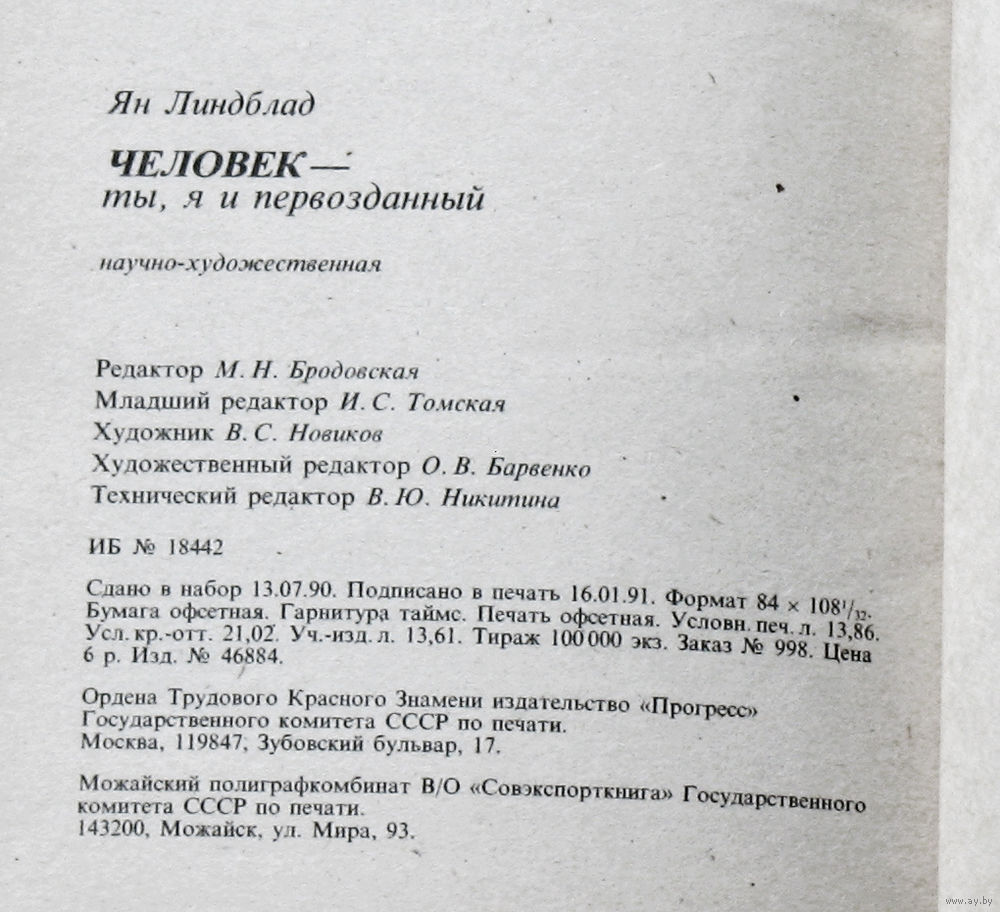 Ян Линдблад
ЧЕЛОВЕК —
ты, я и первозданный
научно-художественная
Редактор М. Н. Бродовская
Младший редактор И. С. Томская
Художник В. С. Новиков
Художественный редактор О. В. Барвенко
Технический редактор В. Ю. Никитина
ИБ № 18442
Сдано в набор 13.07.90. Подписано в печать 16.01.91. Формат 84 × 108¹/₃₂.
Бумага офсетная. Гарнитура таймс. Печать офсетная. Условн. печ. л. 13,86.
Усл. кр.-отт. 21,02. Уч.-изд. л. 13,61. Тираж 100 000 экз. Заказ № 998. Цена
6 р. Изд. № 46884.
Ордена Трудового Красного Знамени издательство «Прогресс»
Государственного комитета СССР по печати.
Москва, 119847, Зубовский бульвар, 17.
Можайский полиграфкомбинат В/О «Совэкспорткнига» Государственного
комитета СССР по печати.
143200, Можайск, ул. Мира, 93.
www.ay.by